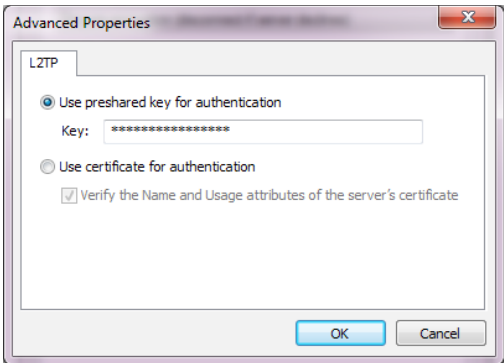 Advanced Properties
L2TP
Use preshared key for authentication
Key: ****************
Use certificate for authentication
Verify the Name and Usage attributes of the server's certificate
OK Cancel